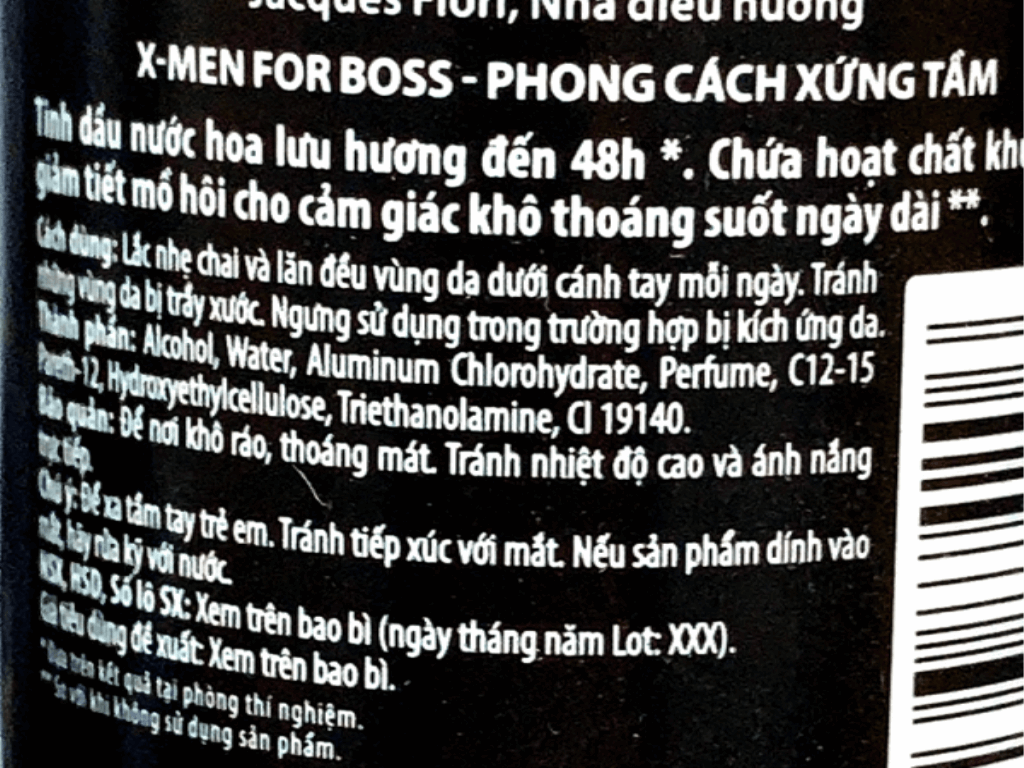 Jacques Fiori, Nhà điều hương
X-MEN FOR BOSS - PHONG CÁCH XỨNG TẦM
Tinh dầu nước hoa lưu hương đến 48h *. Chứa hoạt chất
giảm tiết mồ hôi cho cảm giác khô thoáng suốt ngày dài **.
Cách dùng: Lắc nhẹ chai và lăn đều vùng da dưới cánh tay mỗi ngày. Tránh
những vùng da bị trầy xước. Ngưng sử dụng trong trường hợp bị kích ứng da.
Thành phần: Alcohol, Water, Aluminum Chlorohydrate, Perfume, C12-15
Pareth-12, Hydroxyethylcellulose, Triethanolamine, CI 19140.
Bảo quản: Để nơi khô ráo, thoáng mát. Tránh nhiệt độ cao và ánh nắng
trực tiếp.
Chú ý: Để xa tầm tay trẻ em. Tránh tiếp xúc với mắt. Nếu sản phẩm dính vào
mắt, hãy rửa kỹ với nước.
NSX, HSD, Số lô SX: Xem trên bao bì (ngày tháng năm Lot: XXX).
Giá tiêu dùng đề xuất: Xem trên bao bì.
* Dựa trên kết quả tại phòng thí nghiệm.
** So với khi không sử dụng sản phẩm.